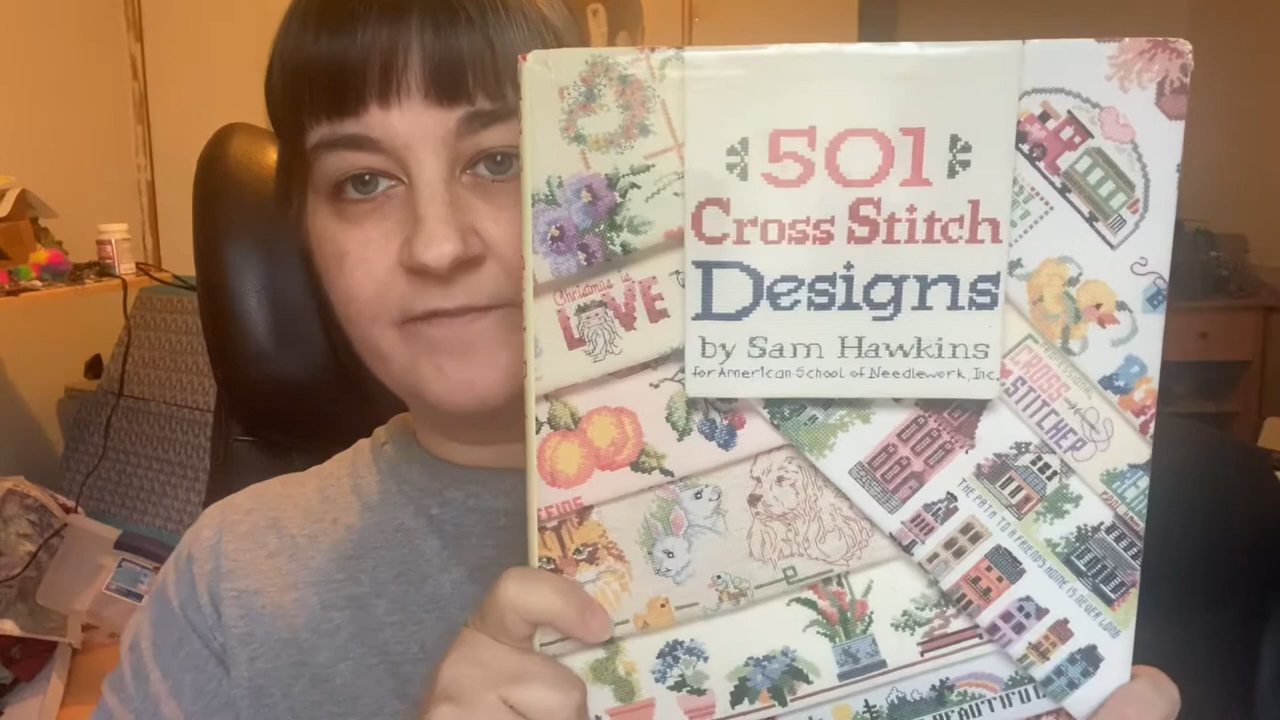 501
Cross Stitch
Designs
by Sam Hawkins
for American School of Needlework, Inc.
Christmas is
LOVE
CROSS
STITCHER
THE PATH TO A FRIEND'S HOME IS NEVER LONG
BEAUTIFUL